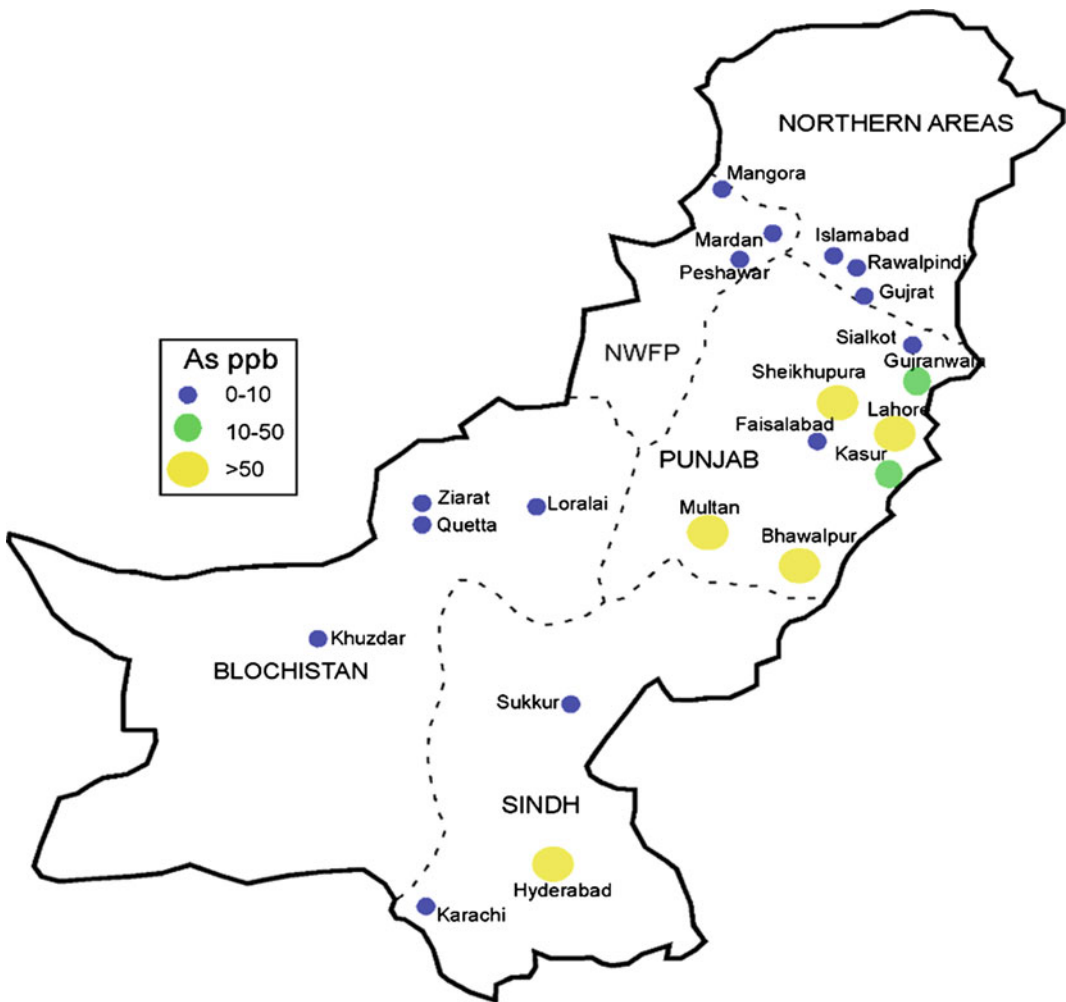 NORTHERN AREAS
Mangora
Mardan
Islamabad
Peshawar
Rawalpindi
Gujrat
Sialkot
NWFP
Gujranwala
As ppb
Sheikhupura
0-10
Lahore
10-50
Faisalabad
Kasur
PUNJAB
>50
Ziarat
Loralai
Multan
Quetta
Bhawalpur
Khuzdar
BLOCHISTAN
Sukkur
SINDH
Hyderabad
Karachi